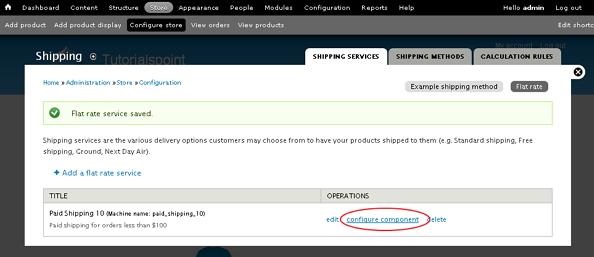 Dashboard Content Structure Store Appearance People Modules Configuration Reports Help Hello admin Log out
Add product Add product display Configure store View orders View products Edit shortc
My account Log out
Shipping Tutorialspoint SHIPPING SERVICES SHIPPING METHODS CALCULATION RULES
Home » Administration » Store » Configuration
Example shipping method Flat rate
Flat rate service saved.
Shipping services are the various delivery options customers may choose from to have your products shipped to them (e.g. Standard shipping, Free
shipping, Ground, Next Day Air).
+ Add a flat rate service
TITLE OPERATIONS
Paid Shipping 10 (Machine name: paid_shipping_10) edit configure component delete
Paid shipping for orders less than $100